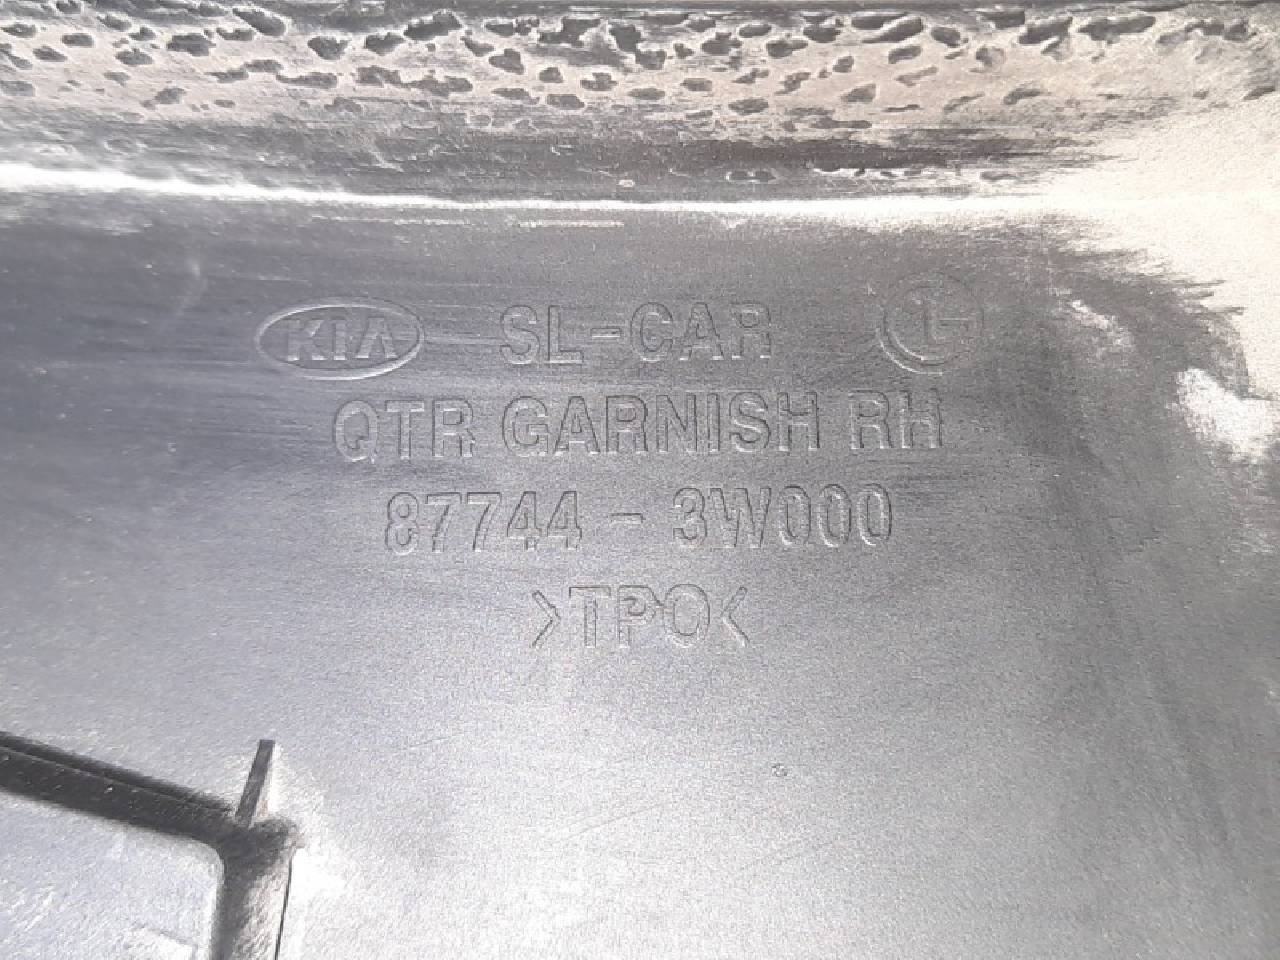 KIA SL-CAR
QTR GARNISH RH
87744-3W000
>TPO<